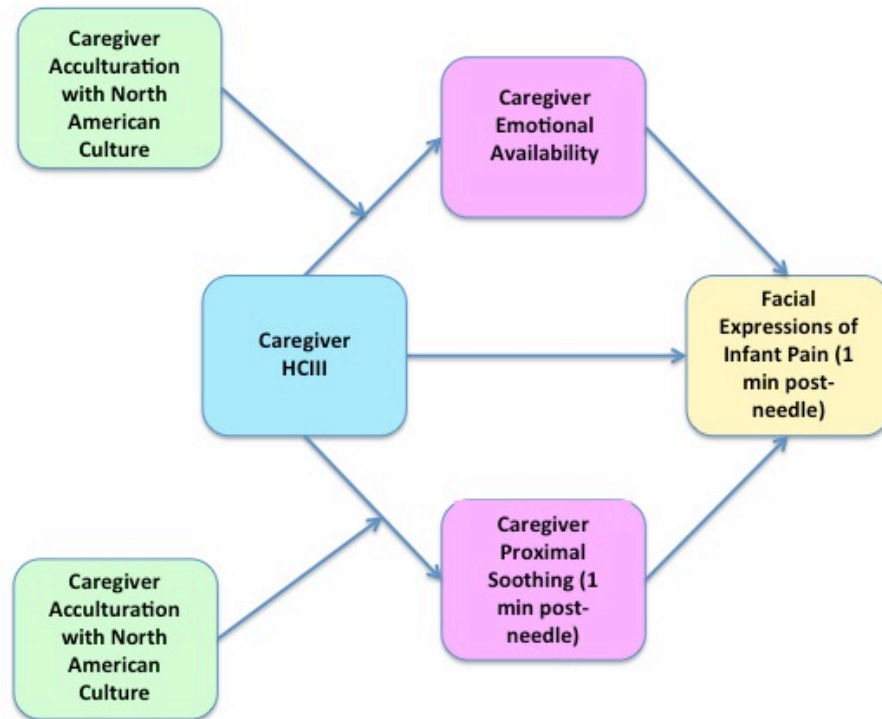 Caregiver
Acculturation
with North
American
Culture
Caregiver
Emotional
Availability
Caregiver
HCIII
Facial
Expressions of
Infant Pain (1
min post-
needle)
Caregiver
Proximal
Soothing (1
min post-
needle)
Caregiver
Acculturation
with North
American
Culture